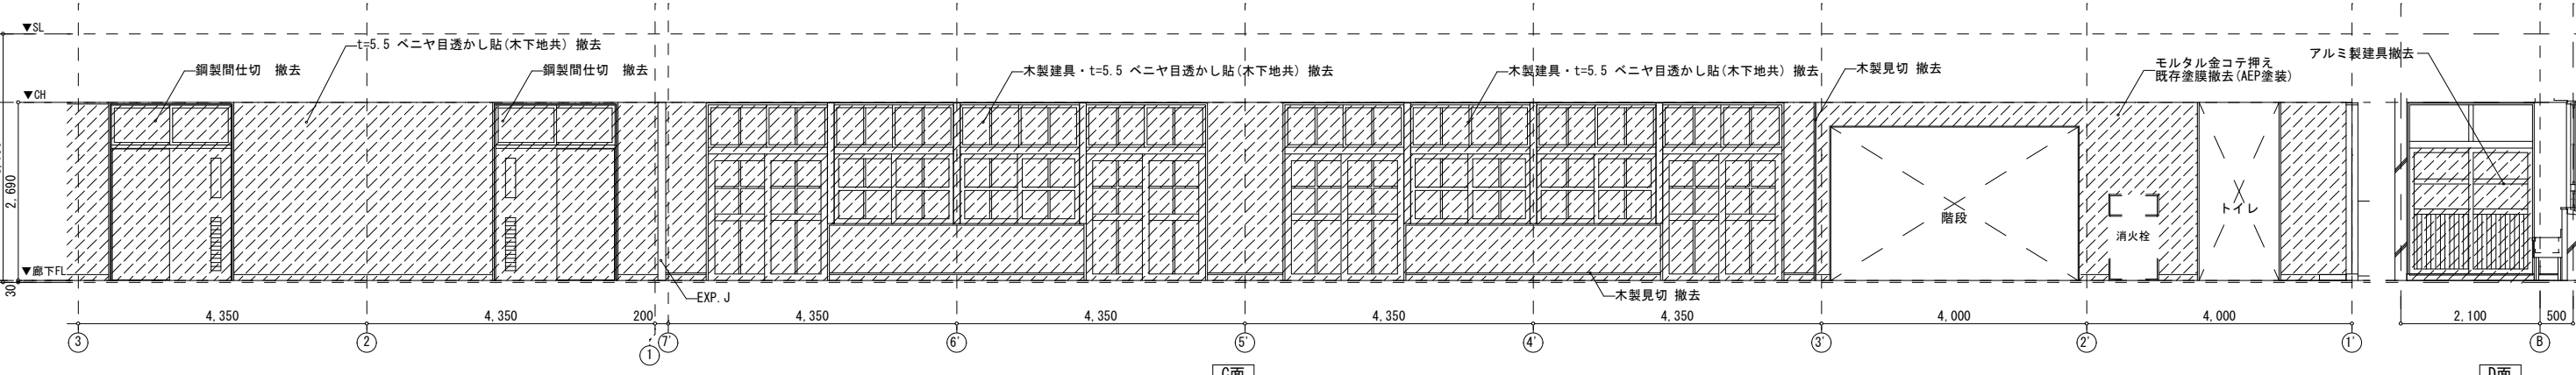 ▼SL
t=5.5 ベニヤ目透かし貼(木下地共) 撤去
鋼製間仕切 撤去
鋼製間仕切 撤去
木製建具・t=5.5 ベニヤ目透かし貼(木下地共) 撤去
木製建具・t=5.5 ベニヤ目透かし貼(木下地共) 撤去
木製見切 撤去
モルタル金コテ押え
既存塗膜撤去(AEP塗装)
アルミ製建具撤去
▼CH
2,690
階段
消火栓
トイレ
▼廊下FL
30
EXP.J
木製見切 撤去
4,350
4,350
200
4,350
4,350
4,350
4,350
4,000
4,000
2,100
500
3
2
1
7'
6'
5'
4'
3'
2'
1'
B
C面
D面